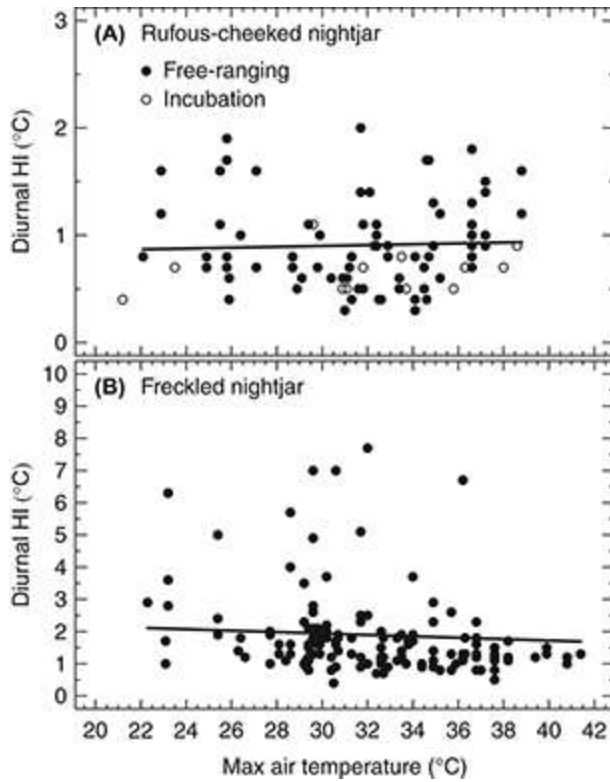 3
(A) Rufous-cheeked nightjar
Free-ranging
Incubation
2
1
0
Diurnal HI (°C)
(B) Freckled nightjar
10
9
8
7
6
5
4
3
2
1
0
Diurnal HI (°C)
20 22 24 26 28 30 32 34 36 38 40 42
Max air temperature (°C)